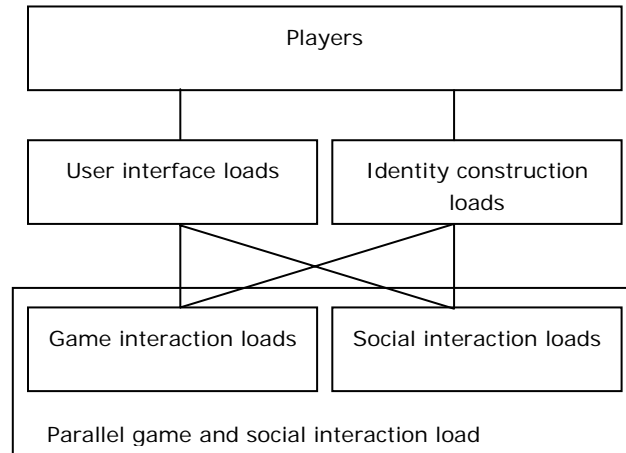 Players
User interface loads
Identity construction
loads
Game interaction loads
Social interaction loads
Parallel game and social interaction load